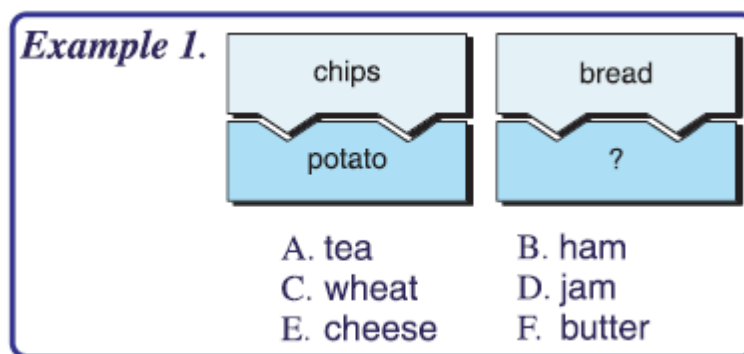 Example 1.
chips bread
potato ?
A. tea B. ham
C. wheat D. jam
E. cheese F. butter